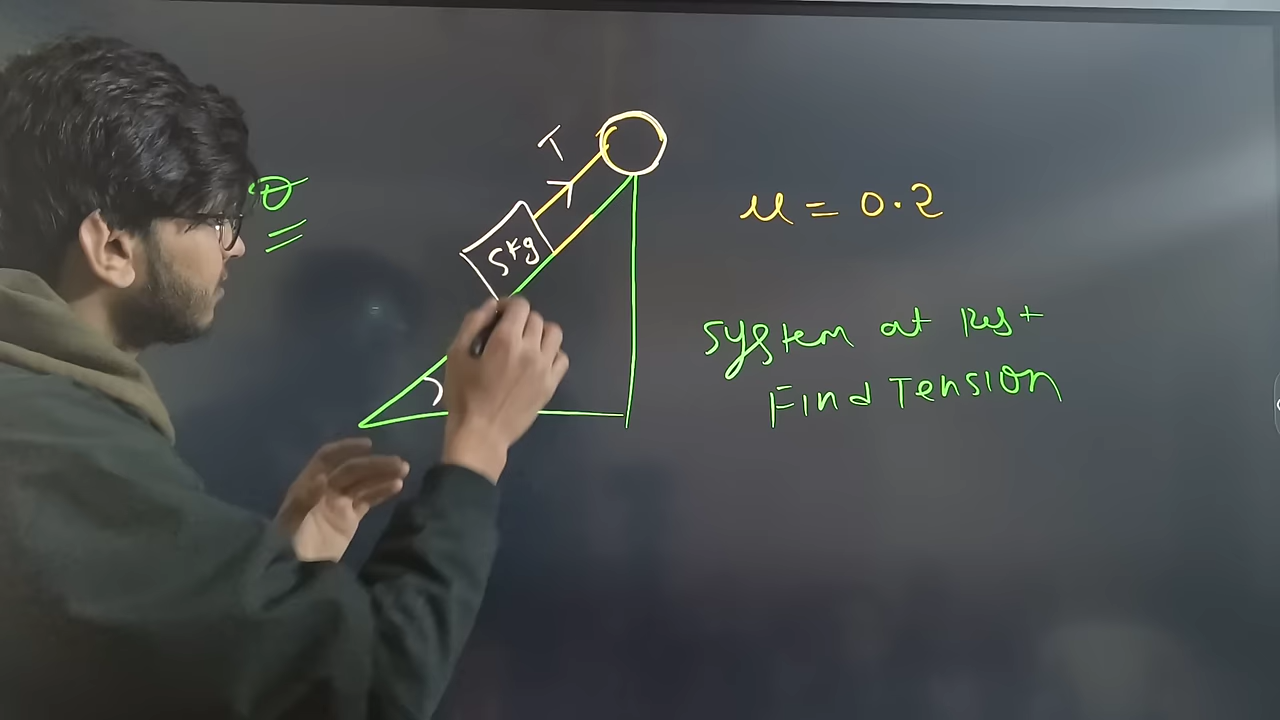 T
μ = 0.2
θ
5kg
System at Rest
Find Tension